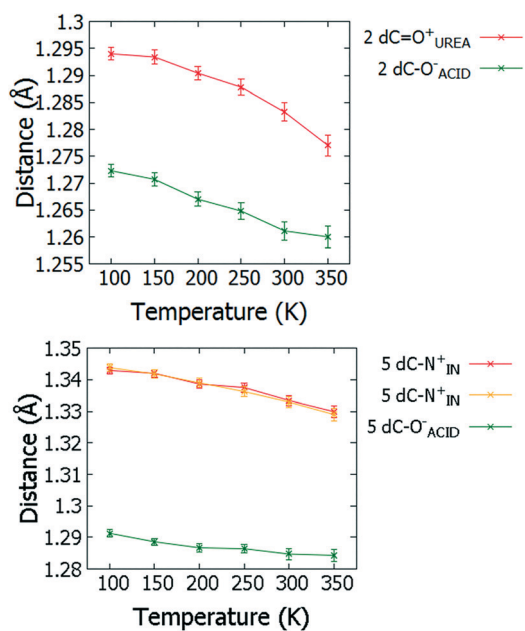 1.3
1.295
1.29
1.285
1.28
1.275
1.27
1.265
1.26
1.255
Distance (Å)
100 150 200 250 300 350
Temperature (K)
2 dC=O⁺UREA
2 dC-O⁻ACID
1.35
1.34
1.33
1.32
1.31
1.3
1.29
1.28
Distance (Å)
100 150 200 250 300 350
Temperature (K)
5 dC-N⁺IN
5 dC-N⁺IN
5 dC-O⁻ACID